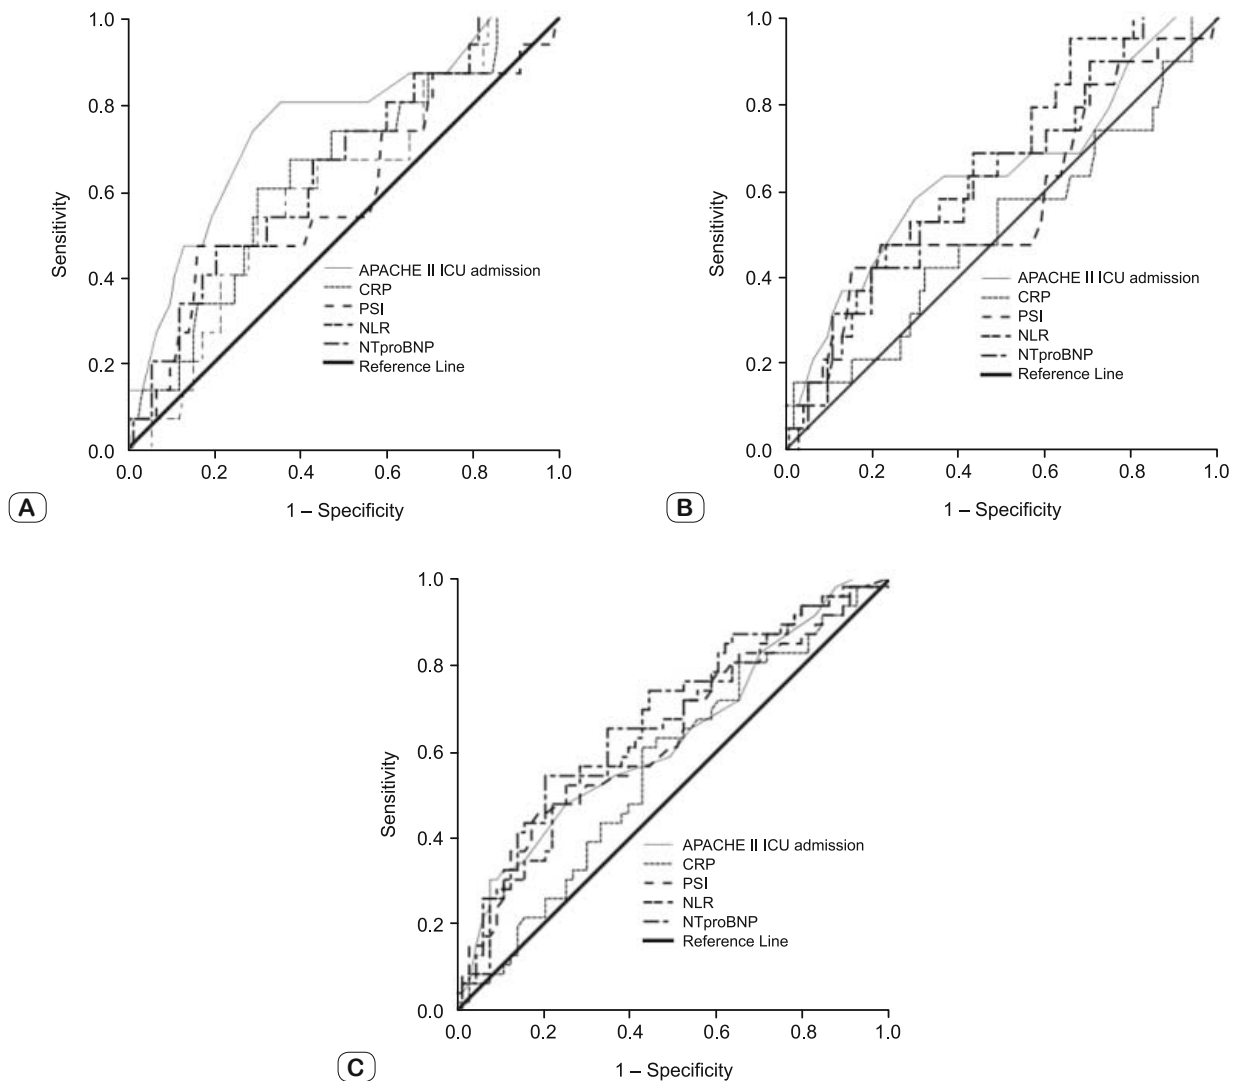 1.0
0.8
0.6
0.4
0.2
0.0
Sensitivity
APACHE II ICU admission
CRP
PSI
NLR
NTproBNP
Reference Line
0.0 0.2 0.4 0.6 0.8 1.0
1 – Specificity
A
1.0
0.8
0.6
0.4
0.2
0.0
Sensitivity
APACHE II ICU admission
CRP
PSI
NLR
NTproBNP
Reference Line
0.0 0.2 0.4 0.6 0.8 1.0
1 – Specificity
B
1.0
0.8
0.6
0.4
0.2
0.0
Sensitivity
APACHE II ICU admission
CRP
PSI
NLR
NTproBNP
Reference Line
0.0 0.2 0.4 0.6 0.8 1.0
1 – Specificity
C